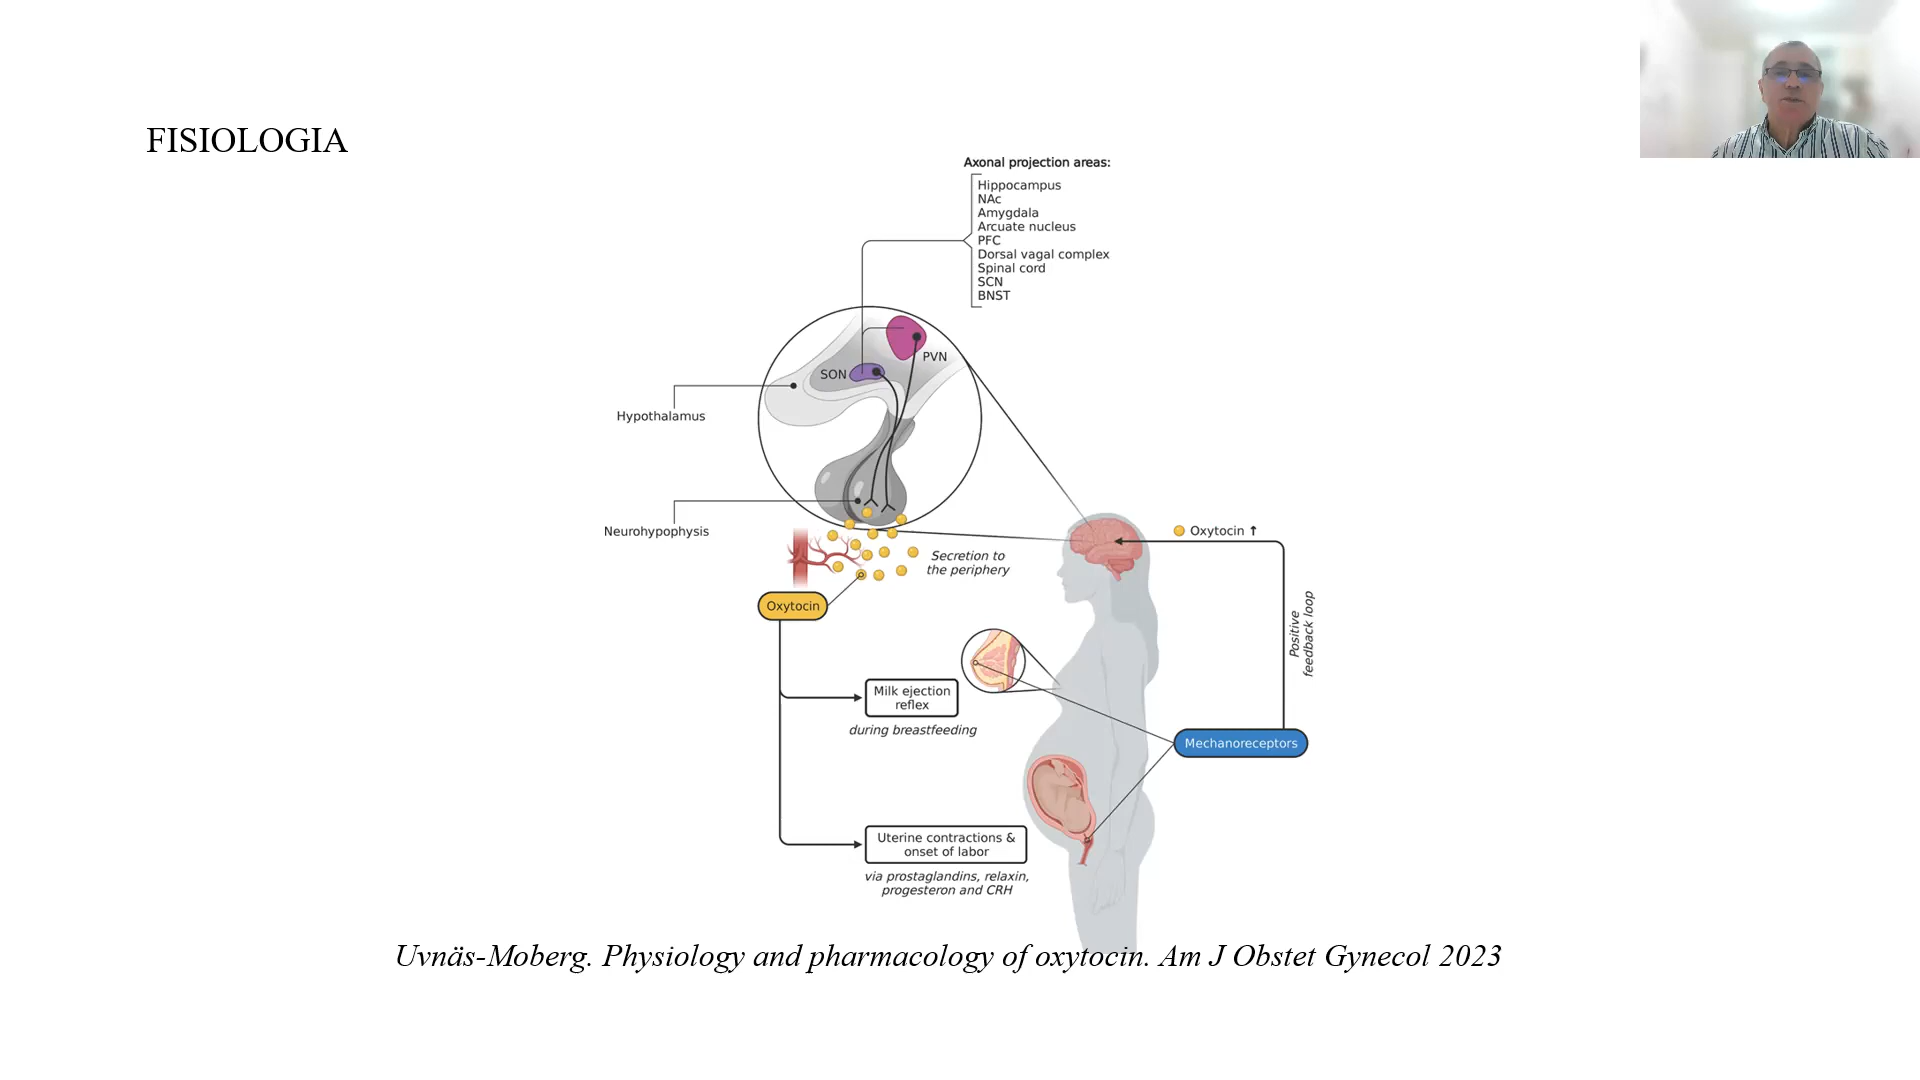 FISIOLOGIA
Axonal projection areas:
Hippocampus
NAc
Amygdala
Arcuate nucleus
PFC
Dorsal vagal complex
Spinal cord
SCN
BNST
PVN
SON
Hypothalamus
Neurohypophysis
Secretion to
the periphery
Oxytocin ↑
Oxytocin
Positive
feedback loop
Milk ejection
reflex
during breastfeeding
Mechanoreceptors
Uterine contractions &
onset of labor
via prostaglandins, relaxin,
progesteron and CRH
Uvnäs-Moberg. Physiology and pharmacology of oxytocin. Am J Obstet Gynecol 2023